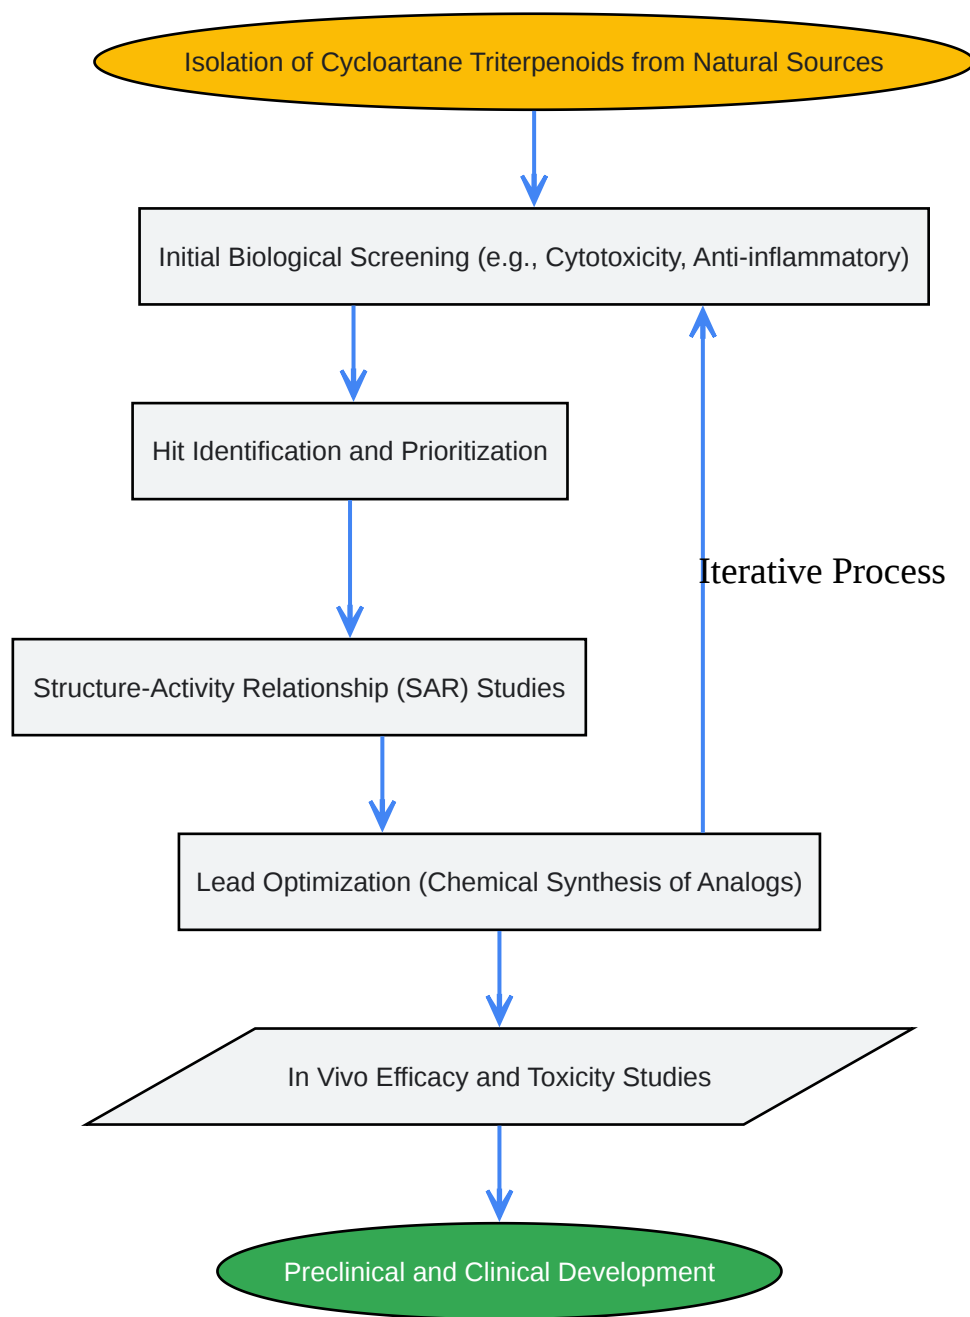 Isolation of Cycloartane Triterpenoids from Natural Sources
Initial Biological Screening (e.g., Cytotoxicity, Anti-inflammatory)
Hit Identification and Prioritization
Iterative Process
Structure-Activity Relationship (SAR) Studies
Lead Optimization (Chemical Synthesis of Analogs)
In Vivo Efficacy and Toxicity Studies
Preclinical and Clinical Development